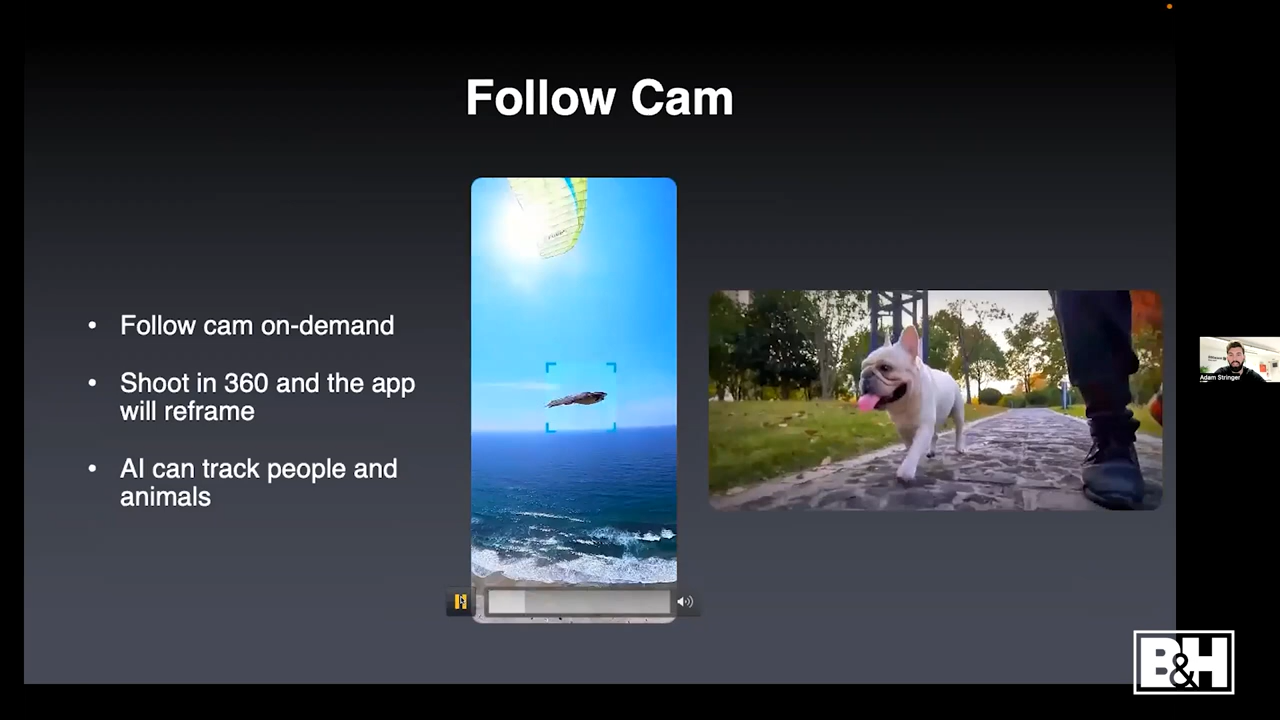 Follow Cam
• Follow cam on-demand
• Shoot in 360 and the app
will reframe
• AI can track people and
animals
Adam Stringer
B&H